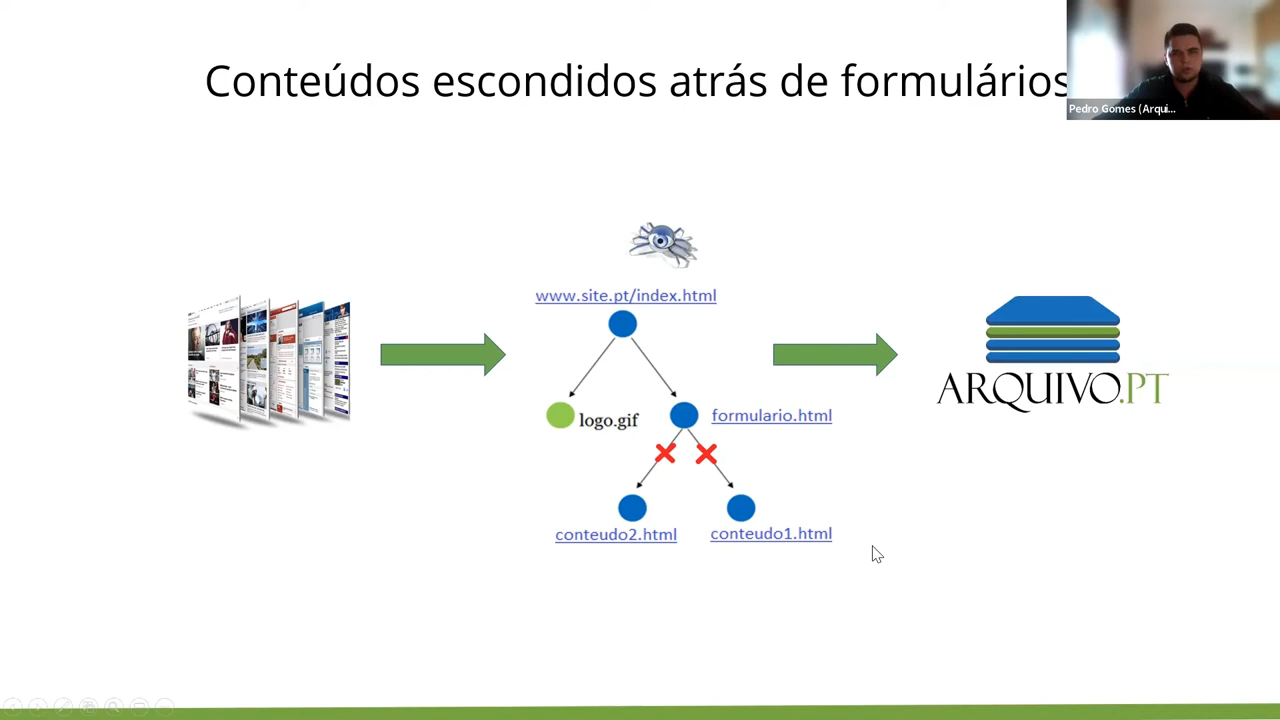 Conteúdos escondidos atrás de formulários
Pedro Gomes (Arqui...
www.site.pt/index.html
logo.gif
formulario.html
conteudo2.html
conteudo1.html
ARQUIVO.PT